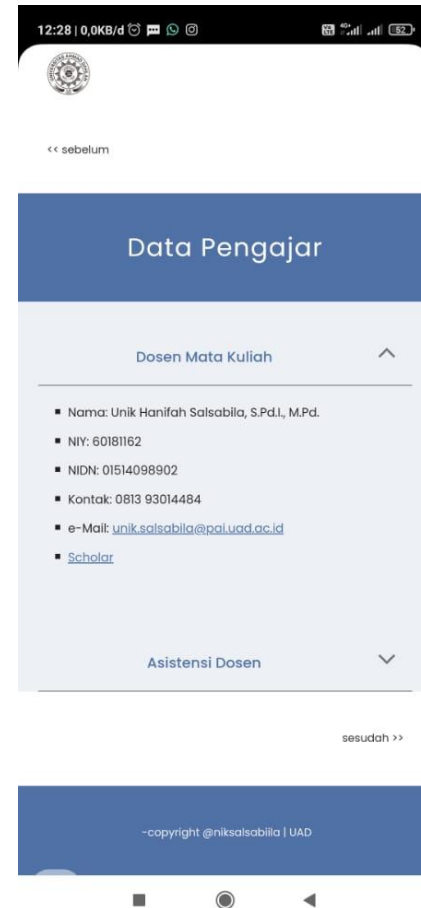 12:28 | 0,0KB/d
52
<< sebelum
Data Pengajar
Dosen Mata Kuliah
Nama: Unik Hanifah Salsabila, S.Pd.I., M.Pd.
NIY: 60181162
NIDN: 01514098902
Kontak: 0813 93014484
e-Mail: unik.salsabila@pai.uad.ac.id
Scholar
Asistensi Dosen
sesudah >>
-copyright @niksalsabiila | UAD